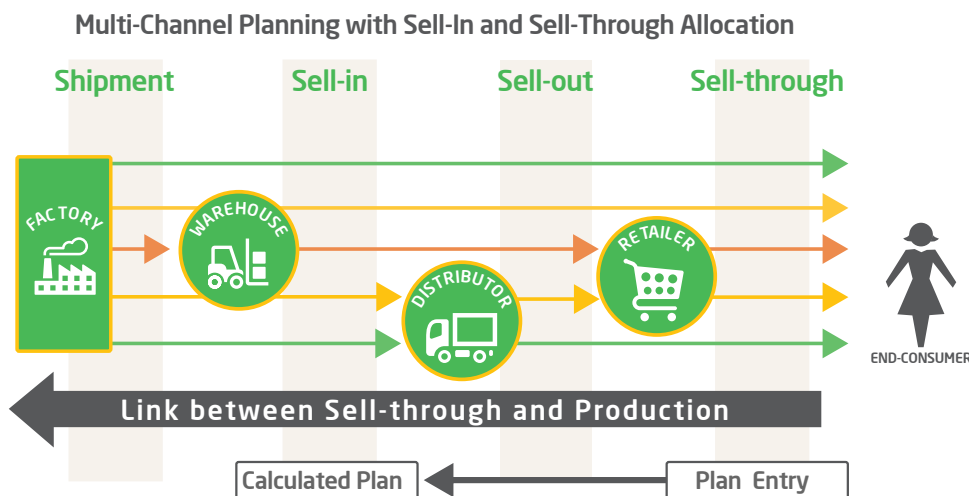 Multi-Channel Planning with Sell-In and Sell-Through Allocation
Shipment
Sell-in
Sell-out
Sell-through
FACTORY
WAREHOUSE
DISTRIBUTOR
RETAILER
END-CONSUMER
Link between Sell-through and Production
Calculated Plan
Plan Entry